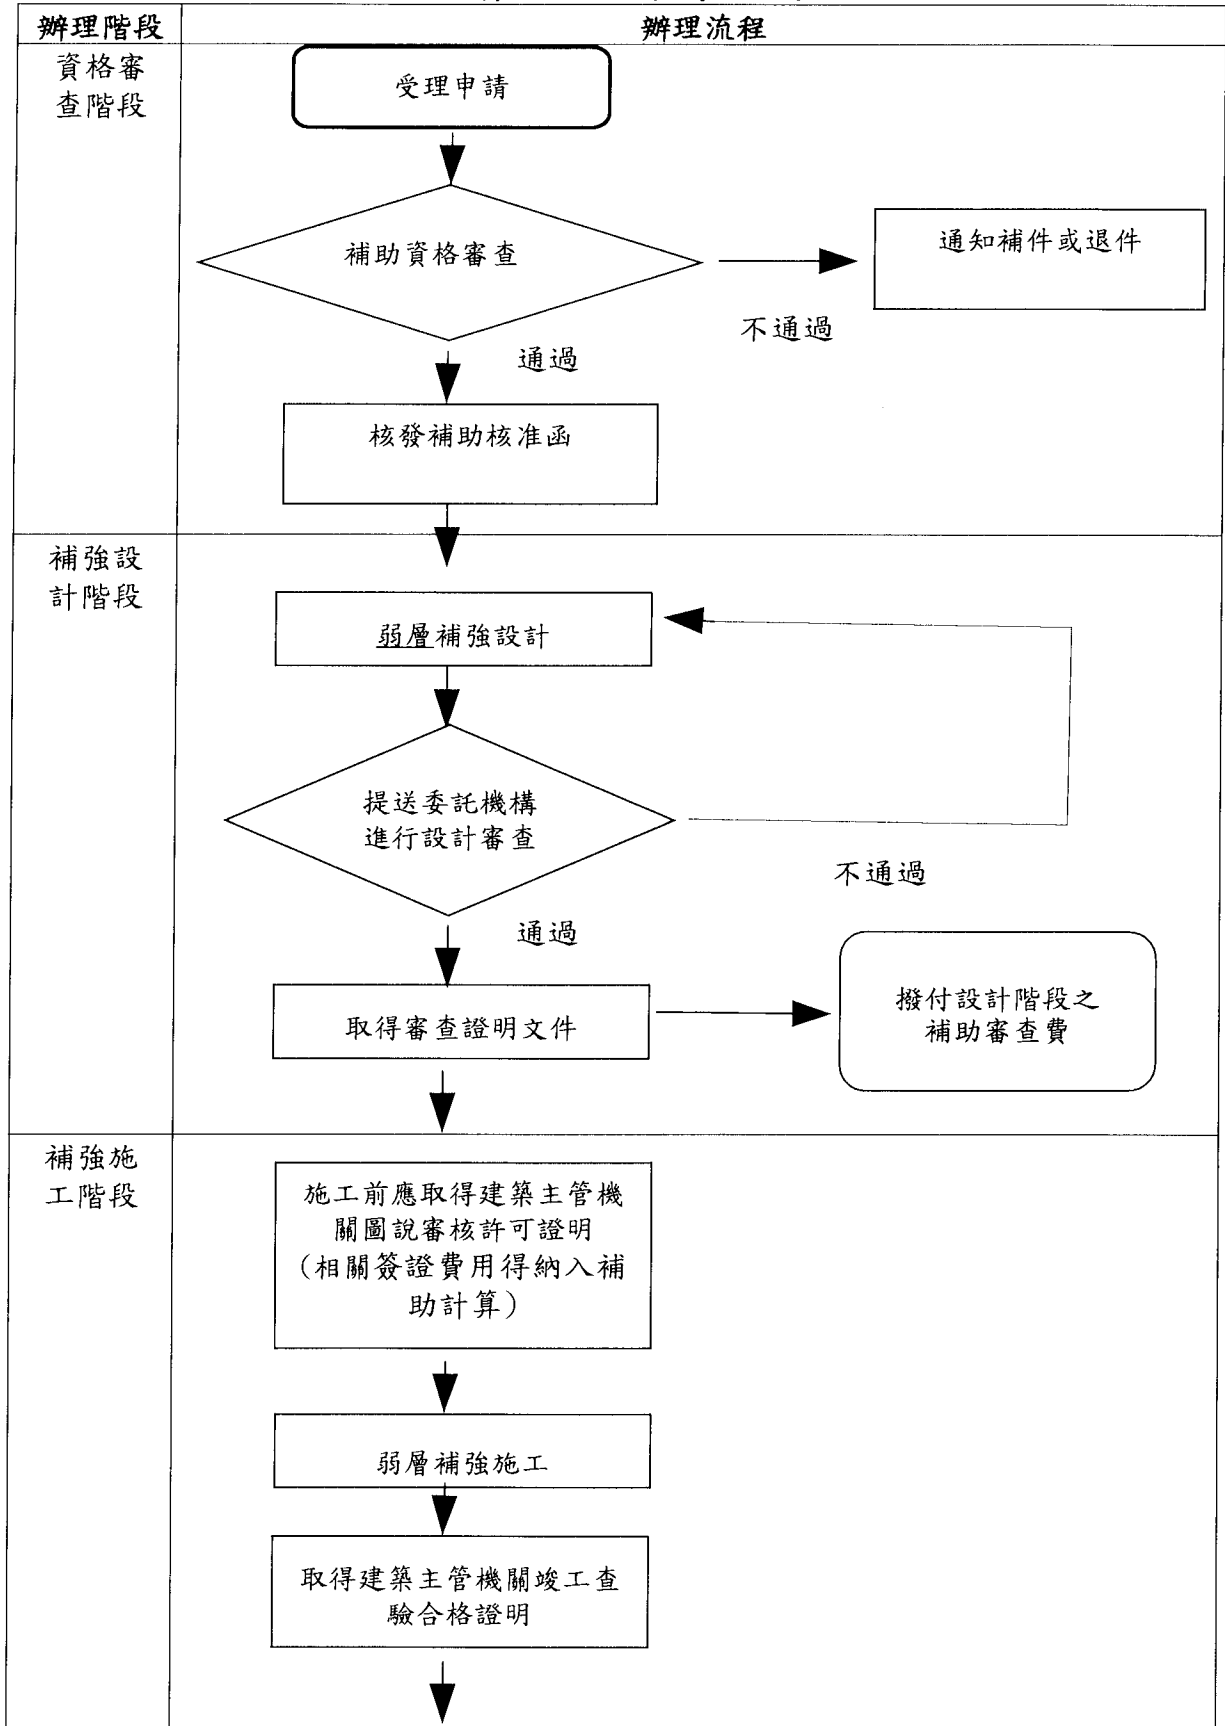 辦理階段
辦理流程
資格審
查階段
受理申請
補助資格審查
通知補件或退件
不通過
通過
核發補助核准函
補強設
計階段
弱層補強設計
提送委託機構
進行設計審查
不通過
通過
取得審查證明文件
撥付設計階段之
補助審查費
補強施
工階段
施工前應取得建築主管機
關圖說審核許可證明
(相關簽證費用得納入補
助計算)
弱層補強施工
取得建築主管機關竣工查
驗合格證明